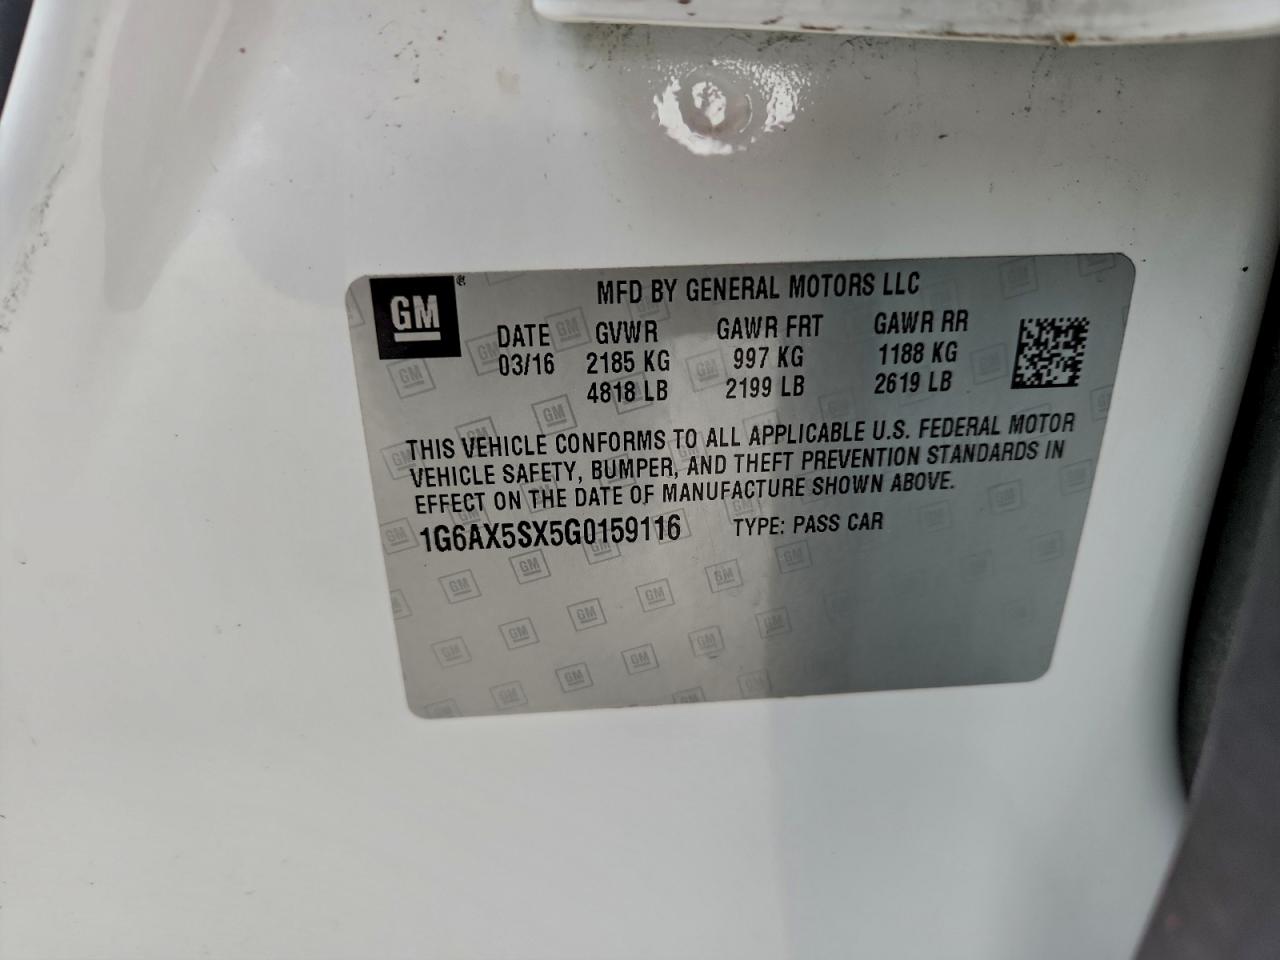 GM®
MFD BY GENERAL MOTORS LLC
DATE GVWR GAWR FRT GAWR RR
03/16 2185 KG 997 KG 1188 KG
4818 LB 2199 LB 2619 LB
THIS VEHICLE CONFORMS TO ALL APPLICABLE U.S. FEDERAL MOTOR
VEHICLE SAFETY, BUMPER, AND THEFT PREVENTION STANDARDS IN
EFFECT ON THE DATE OF MANUFACTURE SHOWN ABOVE.
1G6AX5SX5G0159116 TYPE: PASS CAR